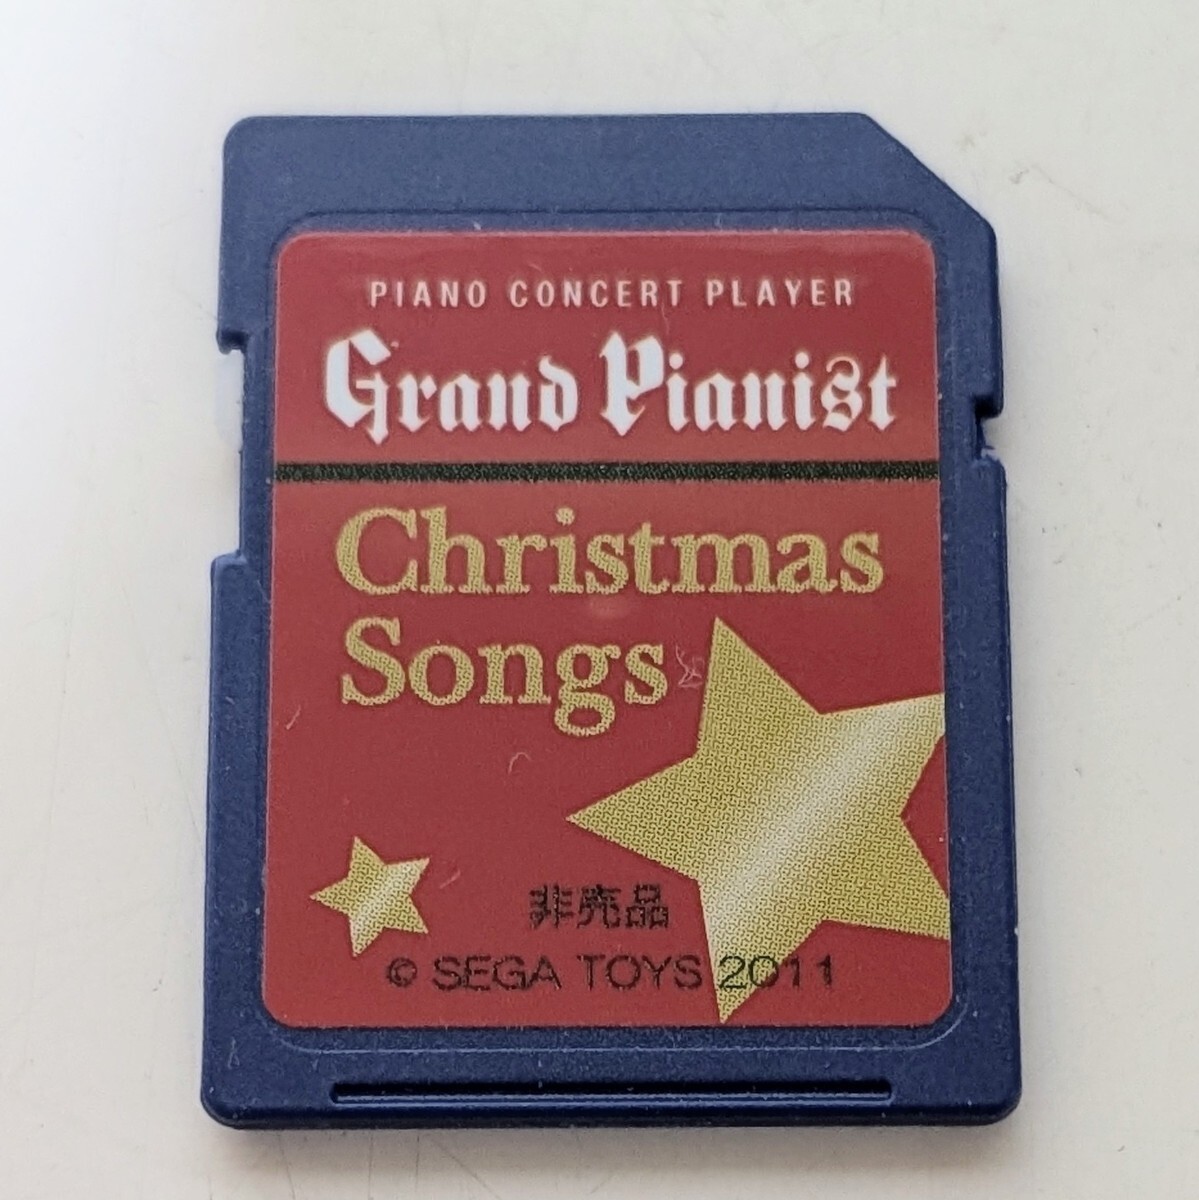 PIANO CONCERT PLAYER
Grand Pianist
Christmas
Songs
非売品
© SEGA TOYS 2011